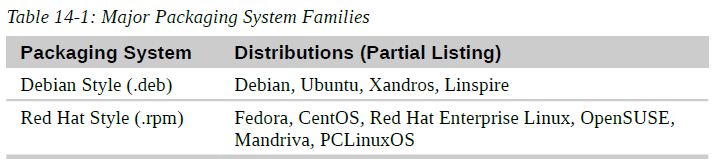 Table 14-1: Major Packaging System Families
Packaging System Distributions (Partial Listing)
Debian Style (.deb) Debian, Ubuntu, Xandros, Linspire
Red Hat Style (.rpm) Fedora, CentOS, Red Hat Enterprise Linux, OpenSUSE,
Mandriva, PCLinuxOS